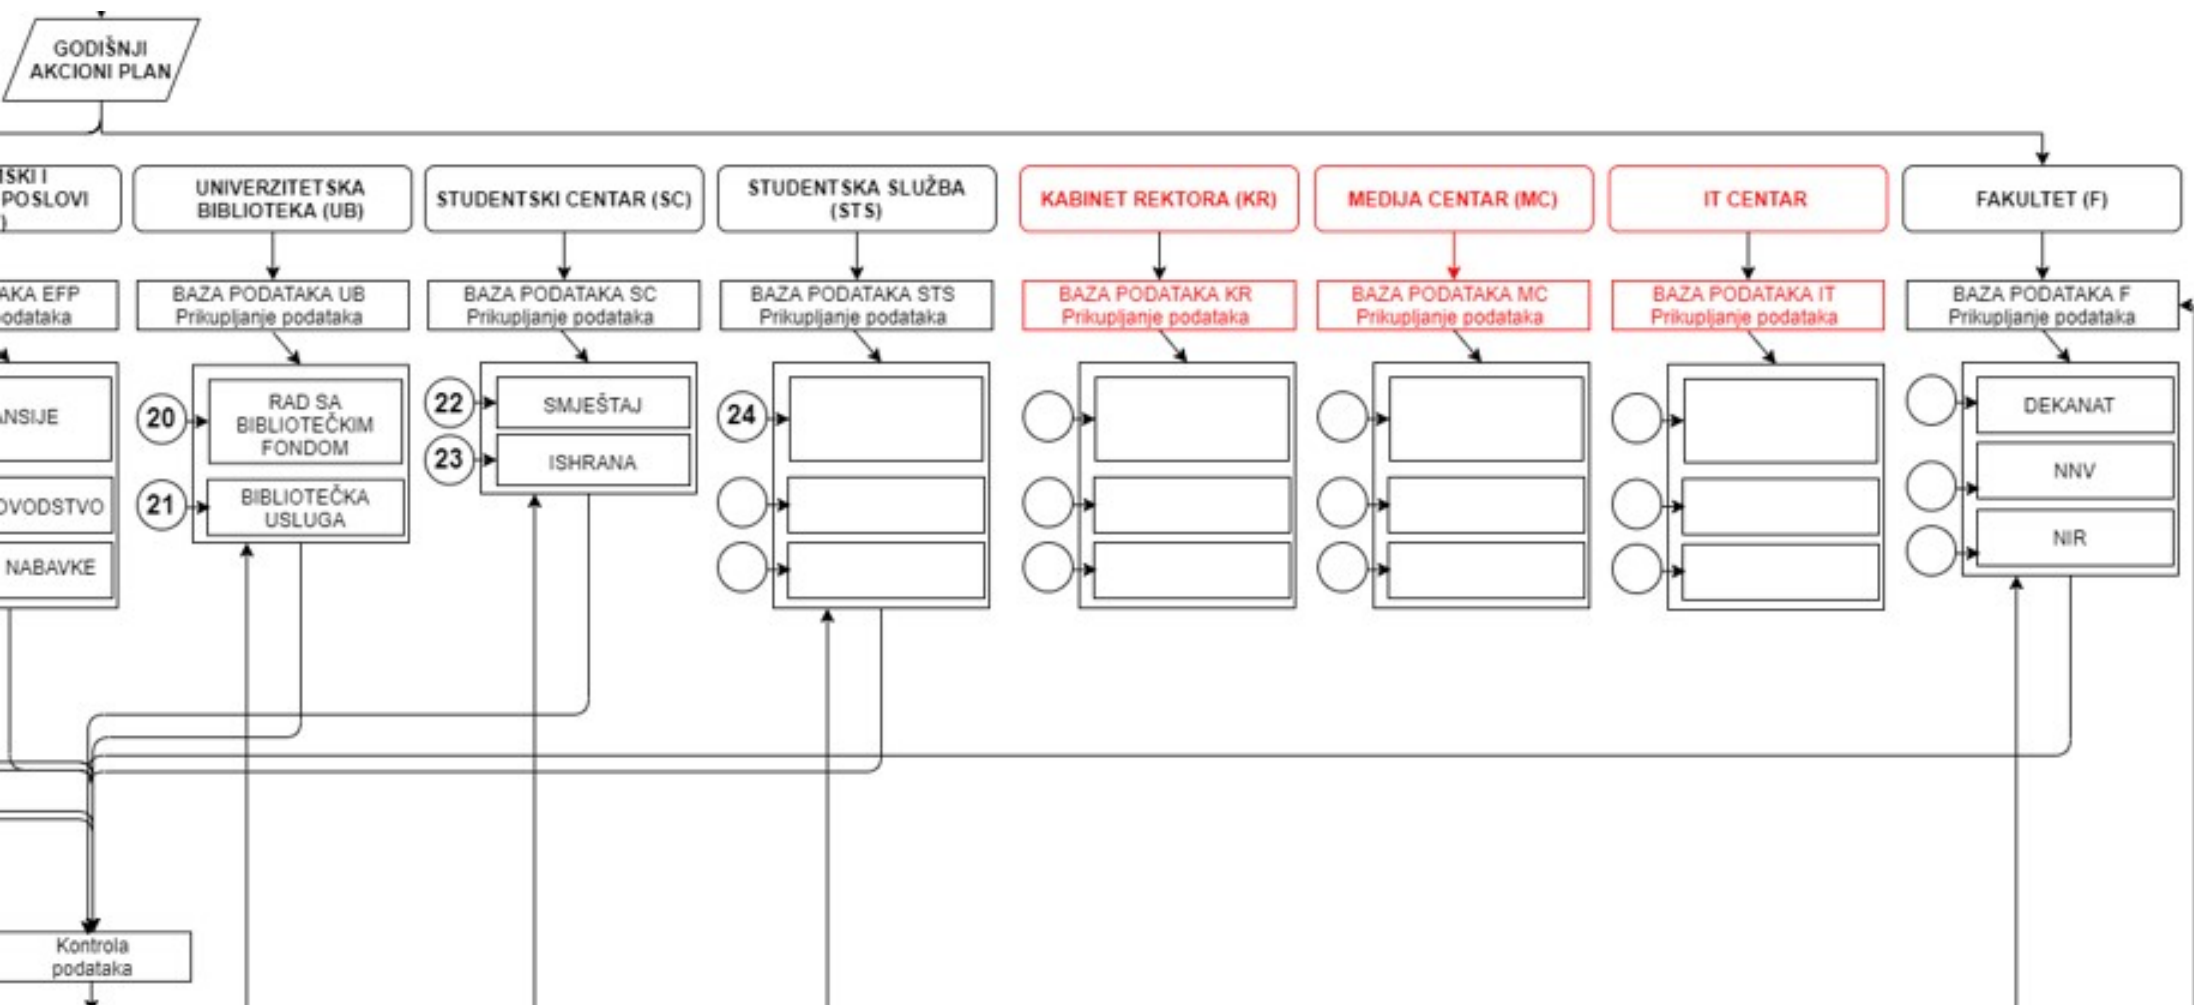 GODIŠNJI
AKCIONI PLAN
POSLOVI
UNIVERZITETSKA
BIBLIOTEKA (UB)
STUDENTSKI CENTAR (SC)
STUDENTSKA SLUŽBA
(STS)
KABINET REKTORA (KR)
MEDIJA CENTAR (MC)
IT CENTAR
FAKULTET (F)
EFP
BAZA PODATAKA UB
Prikupljanje podataka
BAZA PODATAKA SC
Prikupljanje podataka
BAZA PODATAKA STS
Prikupljanje podataka
BAZA PODATAKA KR
Prikupljanje podataka
BAZA PODATAKA MC
Prikupljanje podataka
BAZA PODATAKA IT
Prikupljanje podataka
BAZA PODATAKA F
Prikupljanje podataka
NABAVKE
20
RAD SA
BIBLIOTEČKIM
FONDOM
21
BIBLIOTEČKA
USLUGA
22
SMJEŠTAJ
23
ISHRANA
24
DEKANAT
NNV
NIR
Kontrola
podataka